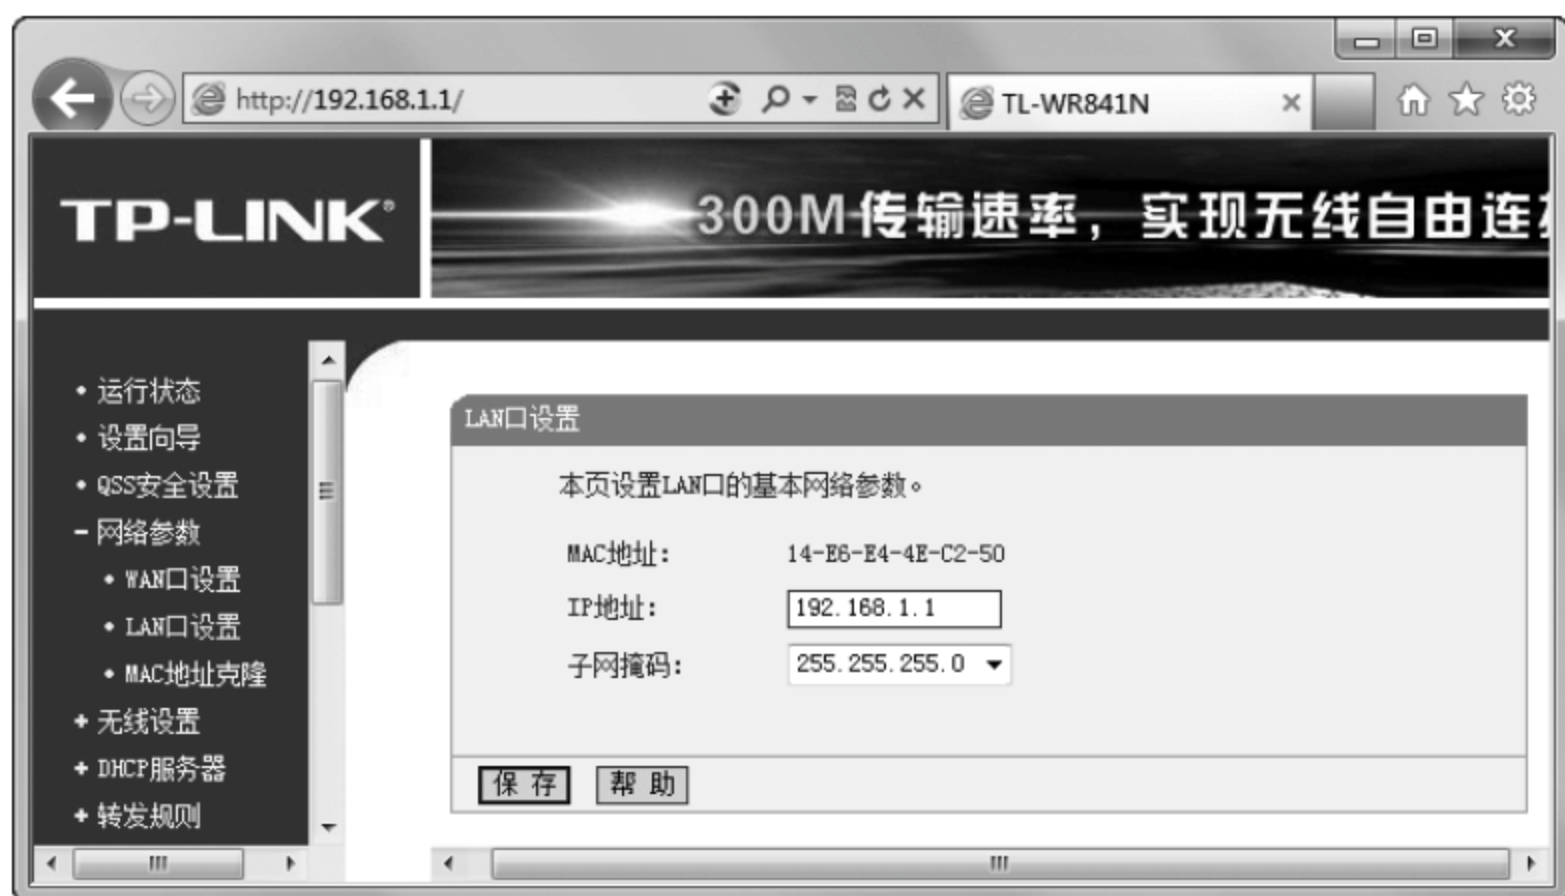 http://192.168.1.1/
TL-WR841N
TP-LINK®
300M 传输速率，实现无线自由连
运行状态
设置向导
QSS安全设置
网络参数
WAN口设置
LAN口设置
MAC地址克隆
无线设置
DHCP服务器
转发规则
LAN口设置
本页设置LAN口的基本网络参数。
MAC地址： 14-E6-E4-4E-C2-50
IP地址： 192.168.1.1
子网掩码： 255.255.255.0
保 存 帮 助